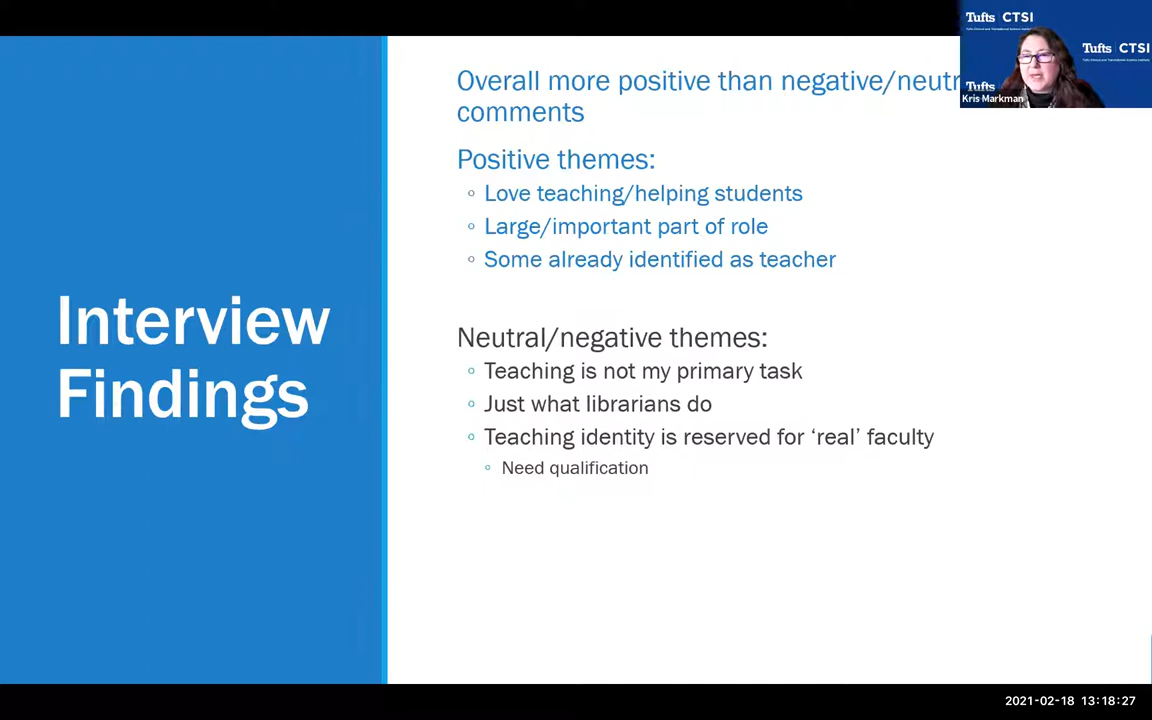 Tufts CTSI
Tufts CTSI
Tufts
Kris Markman
Overall more positive than negative/neutr
comments
Positive themes:
Love teaching/helping students
Large/important part of role
Some already identified as teacher
Interview
Findings
Neutral/negative themes:
Teaching is not my primary task
Just what librarians do
Teaching identity is reserved for ‘real’ faculty
Need qualification
2021-02-18 13:18:27